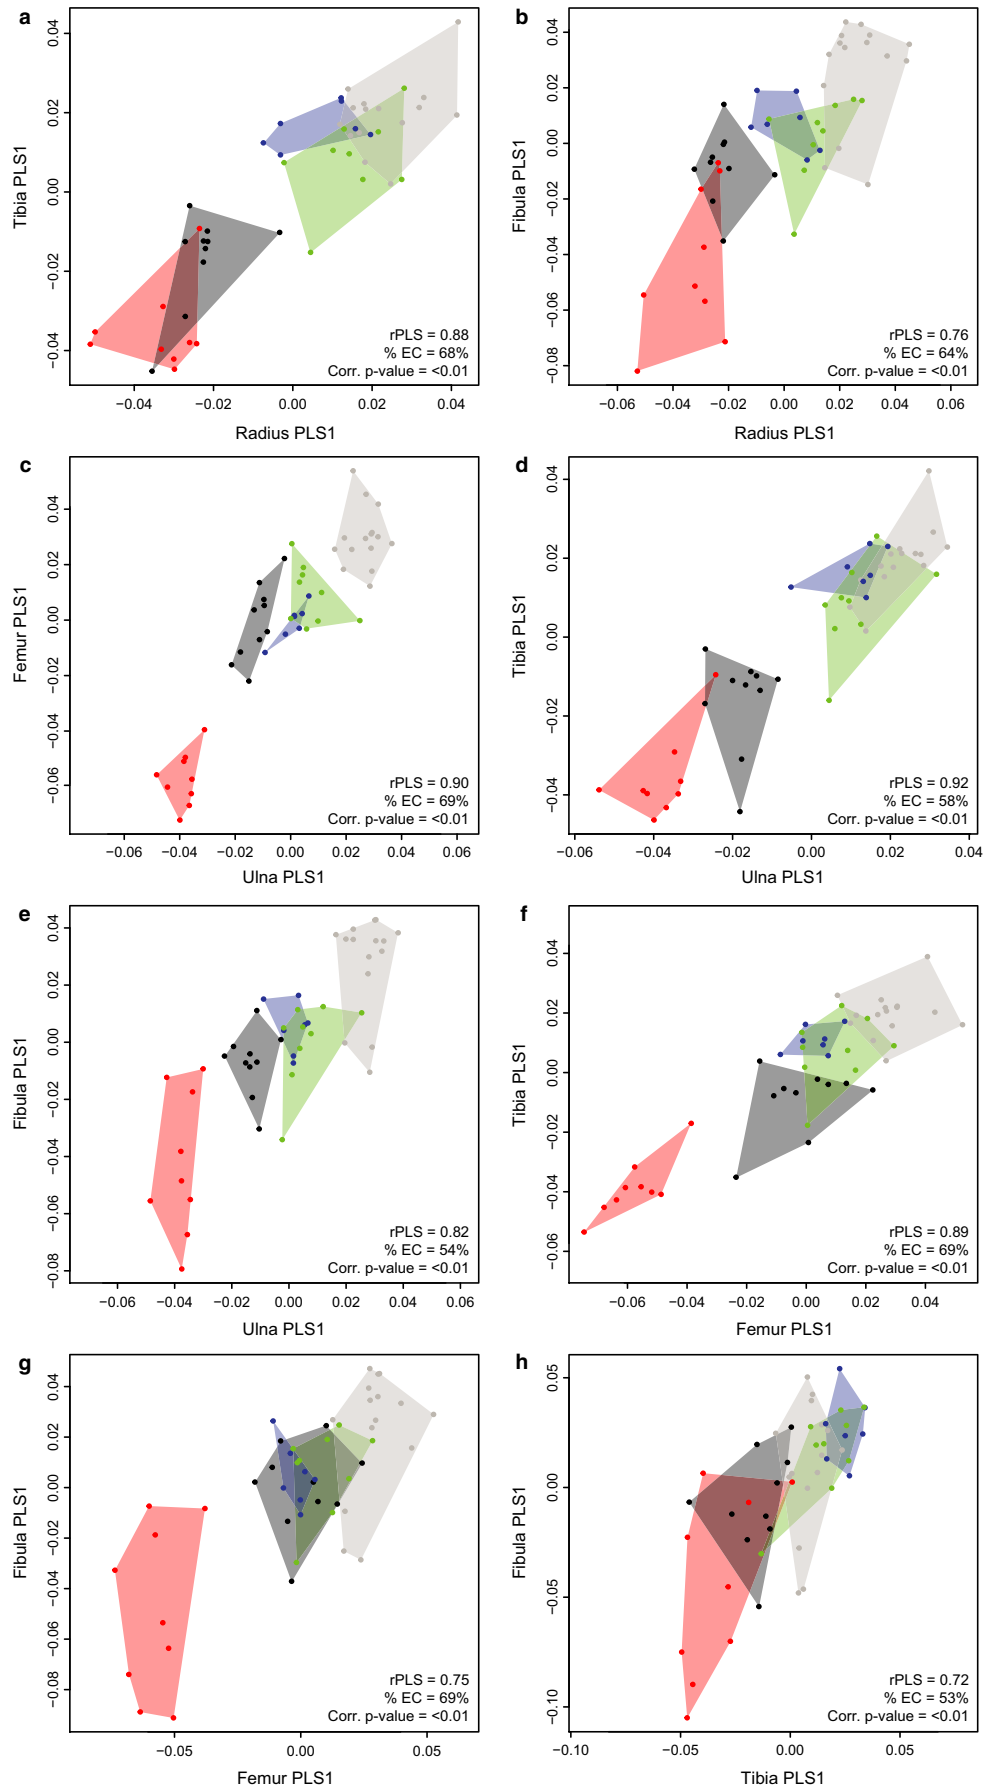 a
0.04
0.02
0.00
−0.02
−0.04
Tibia PLS1
rPLS = 0.88
% EC = 68%
Corr. p-value = <0.01
−0.04 −0.02 0.00 0.02 0.04
Radius PLS1
b
0.04
0.02
0.00
−0.02
−0.04
−0.06
−0.08
Fibula PLS1
rPLS = 0.76
% EC = 64%
Corr. p-value = <0.01
−0.06 −0.04 −0.02 0.00 0.02 0.04 0.06
Radius PLS1
c
0.04
0.02
0.00
−0.02
−0.04
−0.06
Femur PLS1
rPLS = 0.90
% EC = 69%
Corr. p-value = <0.01
−0.06 −0.04 −0.02 0.00 0.02 0.04 0.06
Ulna PLS1
d
0.04
0.02
0.00
−0.02
−0.04
Tibia PLS1
rPLS = 0.92
% EC = 58%
Corr. p-value = <0.01
−0.06 −0.04 −0.02 0.00 0.02 0.04
Ulna PLS1
e
0.04
0.02
0.00
−0.02
−0.04
−0.06
−0.08
Fibula PLS1
rPLS = 0.82
% EC = 54%
Corr. p-value = <0.01
−0.06 −0.04 −0.02 0.00 0.02 0.04 0.06
Ulna PLS1
f
0.04
0.02
0.00
−0.02
−0.04
−0.06
Tibia PLS1
rPLS = 0.89
% EC = 69%
Corr. p-value = <0.01
−0.06 −0.04 −0.02 0.00 0.02 0.04
Femur PLS1
g
0.04
0.02
0.00
−0.02
−0.04
−0.06
−0.08
Fibula PLS1
rPLS = 0.75
% EC = 69%
Corr. p-value = <0.01
−0.05 0.00 0.05
Femur PLS1
h
0.05
0.00
−0.05
−0.10
Fibula PLS1
rPLS = 0.72
% EC = 53%
Corr. p-value = <0.01
−0.10 −0.05 0.00 0.05
Tibia PLS1